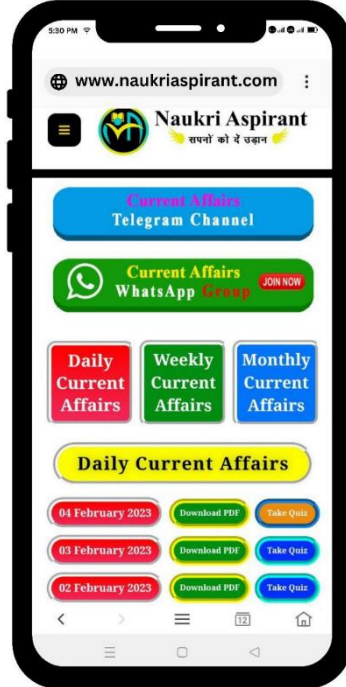 5:30 PM
www.naukriaspirant.com
Naukri Aspirant
सपनों को दें उड़ान
Current Affairs
Telegram Channel
Current Affairs
WhatsApp Group
JOIN NOW
Daily
Current
Affairs
Weekly
Current
Affairs
Monthly
Current
Affairs
Daily Current Affairs
04 February 2023 Download PDF Take Quiz
03 February 2023 Download PDF Take Quiz
02 February 2023 Download PDF Take Quiz
12